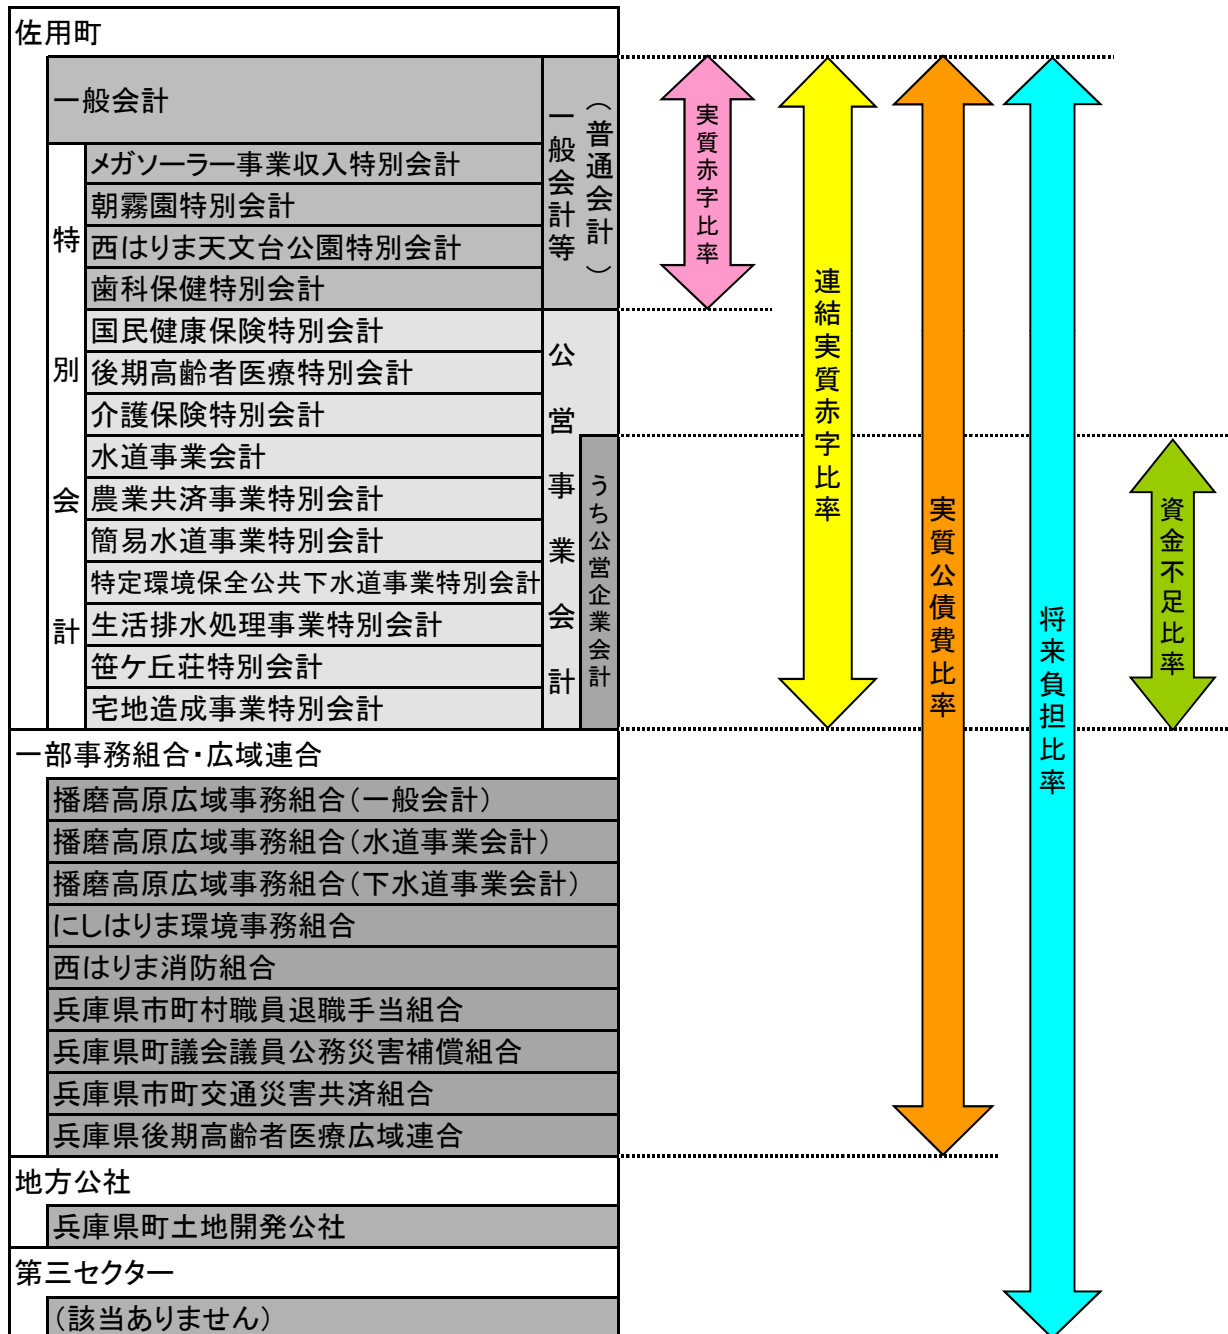 佐用町
一般会計
特別会計
メガソーラー事業収入特別会計
朝霧園特別会計
西はりま天文台公園特別会計
歯科保健特別会計
国民健康保険特別会計
後期高齢者医療特別会計
介護保険特別会計
水道事業会計
農業共済事業特別会計
簡易水道事業特別会計
特定環境保全公共下水道事業特別会計
生活排水処理事業特別会計
笹ケ丘荘特別会計
宅地造成事業特別会計
一般会計等
（普通会計）
公営事業会計
うち公営企業会計
実質赤字比率
連結実質赤字比率
実質公債費比率
将来負担比率
資金不足比率
一部事務組合・広域連合
播磨高原広域事務組合（一般会計）
播磨高原広域事務組合（水道事業会計）
播磨高原広域事務組合（下水道事業会計）
にしはりま環境事務組合
西はりま消防組合
兵庫県市町村職員退職手当組合
兵庫県町議会議員公務災害補償組合
兵庫県市町交通災害共済組合
兵庫県後期高齢者医療広域連合
地方公社
兵庫県町土地開発公社
第三セクター
（該当ありません）